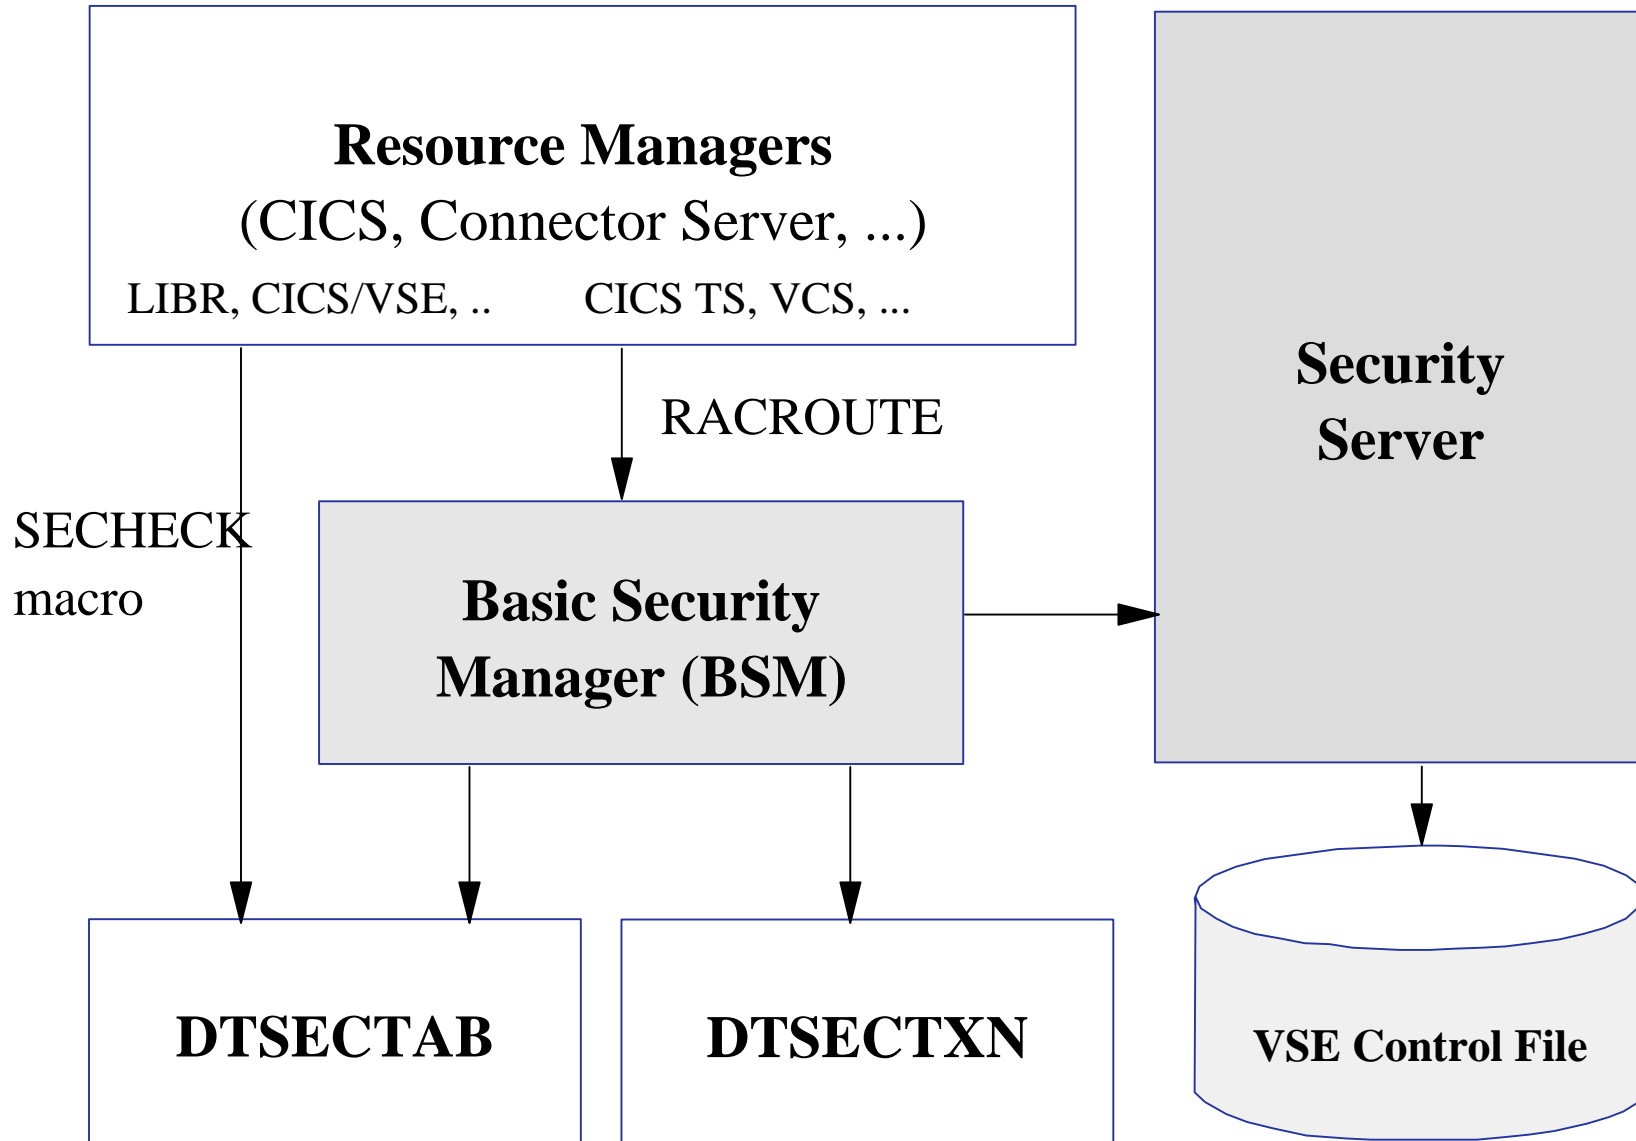 Resource Managers
(CICS, Connector Server, ...)
LIBR, CICS/VSE, ..
CICS TS, VCS, ...
Security
Server
RACROUTE
SECHECK
macro
Basic Security
Manager (BSM)
DTSECTAB
DTSECTXN
VSE Control File